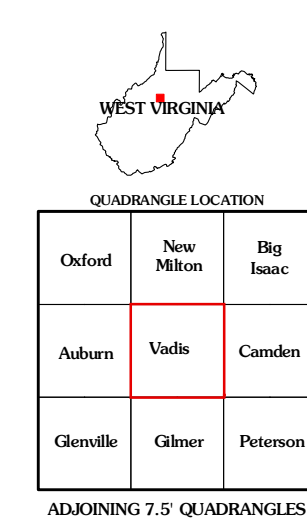 WEST VIRGINIA
QUADRANGLE LOCATION
Oxford
New
Milton
Big
Isaac
Auburn
Vadis
Camden
Glenville
Gilmer
Peterson
ADJOINING 7.5' QUADRANGLES